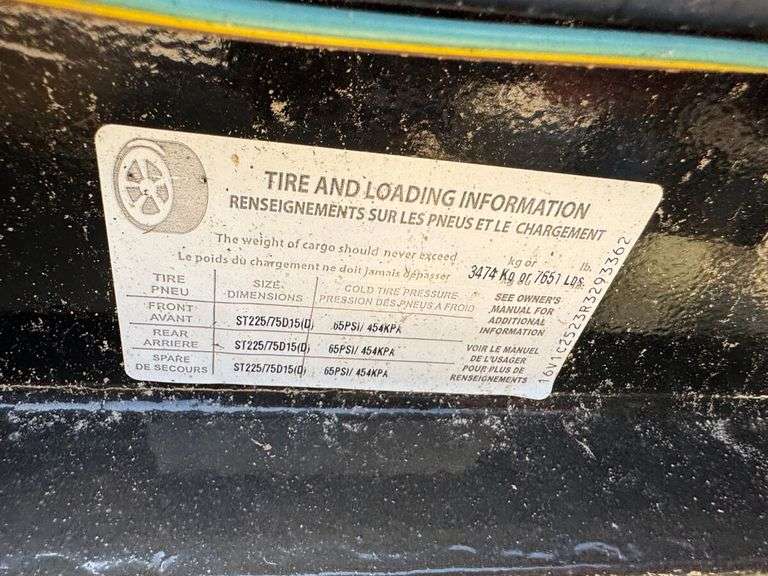 TIRE AND LOADING INFORMATION
RENSEIGNEMENTS SUR LES PNEUS ET LE CHARGEMENT
The weight of cargo should never exceed
Le poids du chargement ne doit jamais dépasser
kg or lb.
3474 Kg or 7651 Lbs.
TIRE PNEU SIZE DIMENSIONS COLD TIRE PRESSURE PRESSION DES PNEUS A FROID
FRONT AVANT ST225/75D15(D) 65PSI/ 454KPA
REAR ARRIERE ST225/75D15(D) 65PSI/ 454KPA
SPARE DE SECOURS ST225/75D15(D) 65PSI/ 454KPA
SEE OWNER'S
MANUAL FOR
ADDITIONAL
INFORMATION
VOIR LE MANUEL
DE L'USAGER
POUR PLUS DE
RENSEIGNEMENTS
16V1C2523R3293362